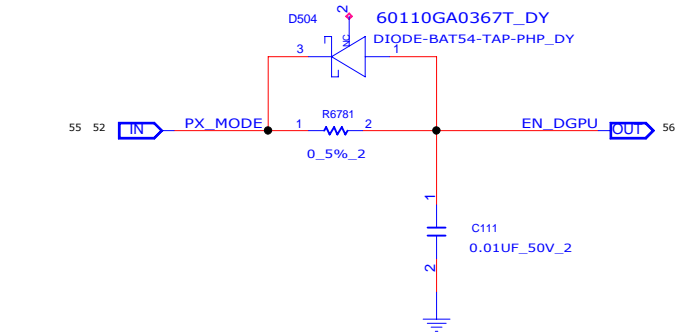 D504
2
60110GA0367T_DY
DIODE-BAT54-TAP-PHP_DY
NC
3
1
55 52 IN
PX_MODE
1
R6781
2
EN_DGPU
OUT 56
0_5%_2
1
C111
0.01UF_50V_2
2